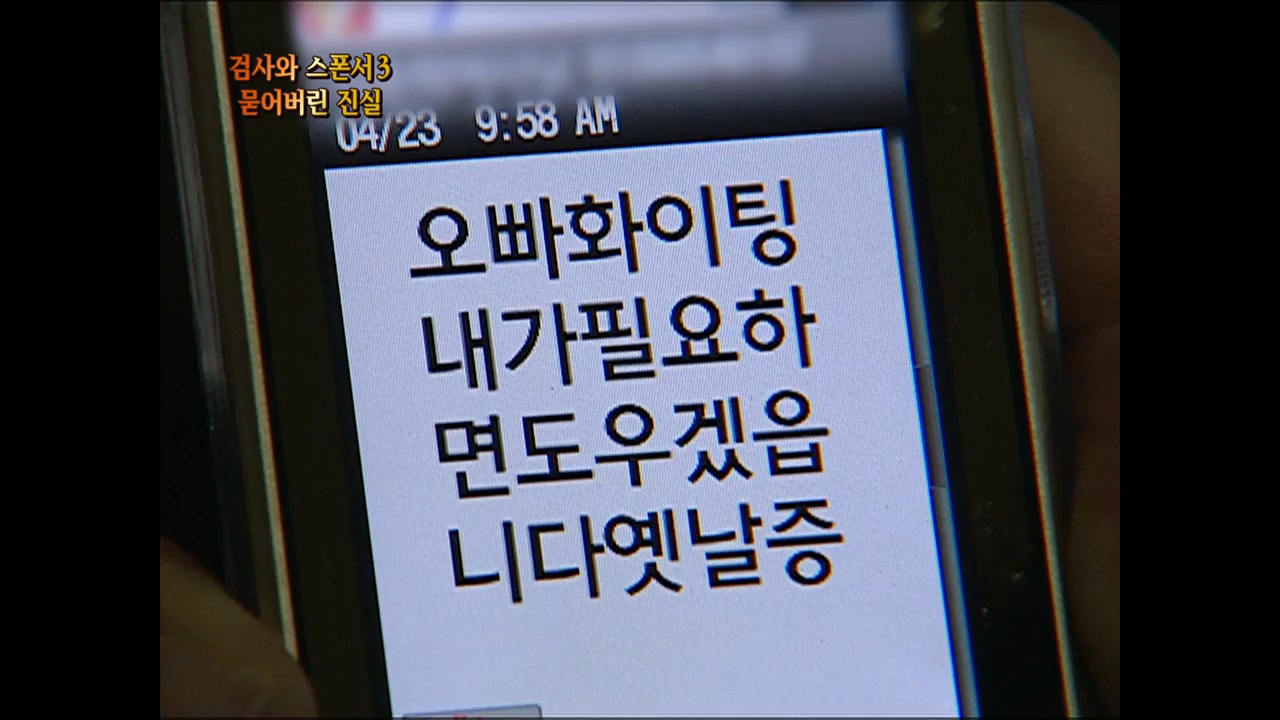 검사와 스폰서3
묻어버린 진실
04/23 9:58 AM
오빠화이팅
내가필요하
면도우겠읍
니다옛날증